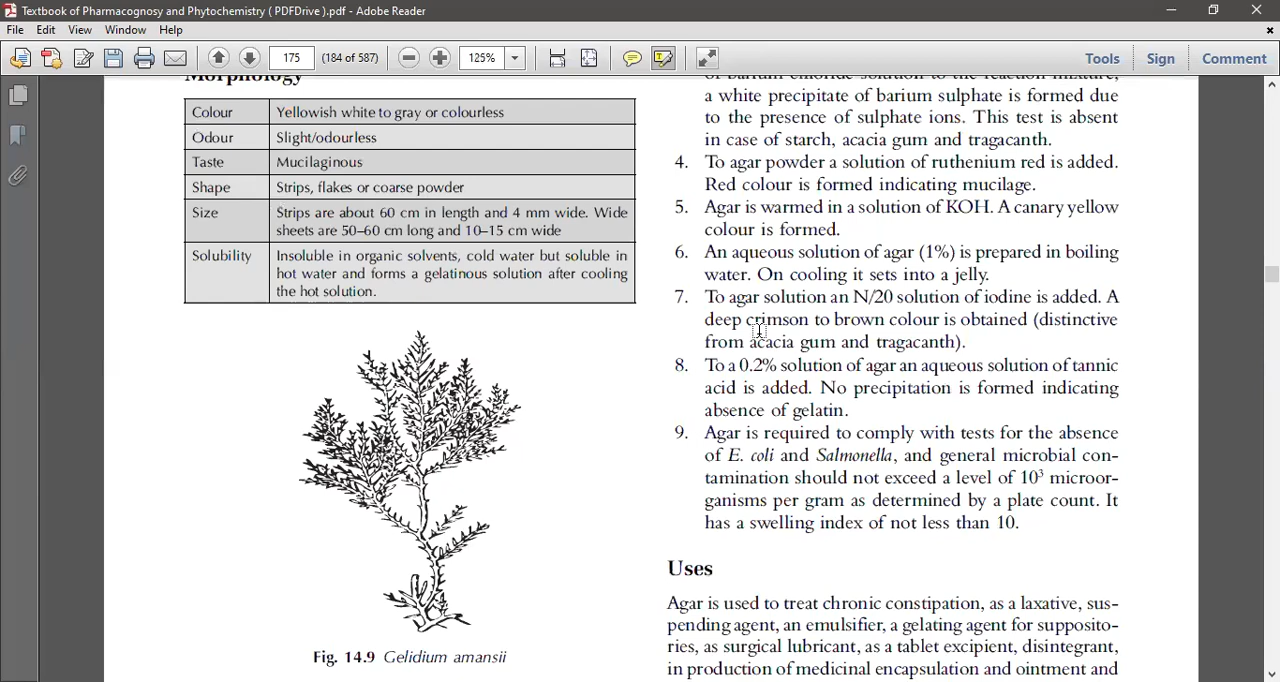 Textbook of Pharmacognosy and Phytochemistry ( PDFDrive ).pdf - Adobe Reader
File Edit View Window Help
175 (184 of 587) 125% Tools Sign Comment
Morphology
Colour Yellowish white to gray or colourless
Odour Slight/odourless
Taste Mucilaginous
Shape Strips, flakes or coarse powder
Size Strips are about 60 cm in length and 4 mm wide. Wide
sheets are 50–60 cm long and 10–15 cm wide
Solubility Insoluble in organic solvents, cold water but soluble in
hot water and forms a gelatinous solution after cooling
the hot solution.
Fig. 14.9 Gelidium amansii
of barium chloride solution to the reaction mixture,
a white precipitate of barium sulphate is formed due
to the presence of sulphate ions. This test is absent
in case of starch, acacia gum and tragacanth.
4. To agar powder a solution of ruthenium red is added.
Red colour is formed indicating mucilage.
5. Agar is warmed in a solution of KOH. A canary yellow
colour is formed.
6. An aqueous solution of agar (1%) is prepared in boiling
water. On cooling it sets into a jelly.
7. To agar solution an N/20 solution of iodine is added. A
deep crimson to brown colour is obtained (distinctive
from acacia gum and tragacanth).
8. To a 0.2% solution of agar an aqueous solution of tannic
acid is added. No precipitation is formed indicating
absence of gelatin.
9. Agar is required to comply with tests for the absence
of E. coli and Salmonella, and general microbial con-
tamination should not exceed a level of 10³ microor-
ganisms per gram as determined by a plate count. It
has a swelling index of not less than 10.
Uses
Agar is used to treat chronic constipation, as a laxative, sus-
pending agent, an emulsifier, a gelating agent for supposito-
ries, as surgical lubricant, as a tablet excipient, disintegrant,
in production of medicinal encapsulation and ointment and